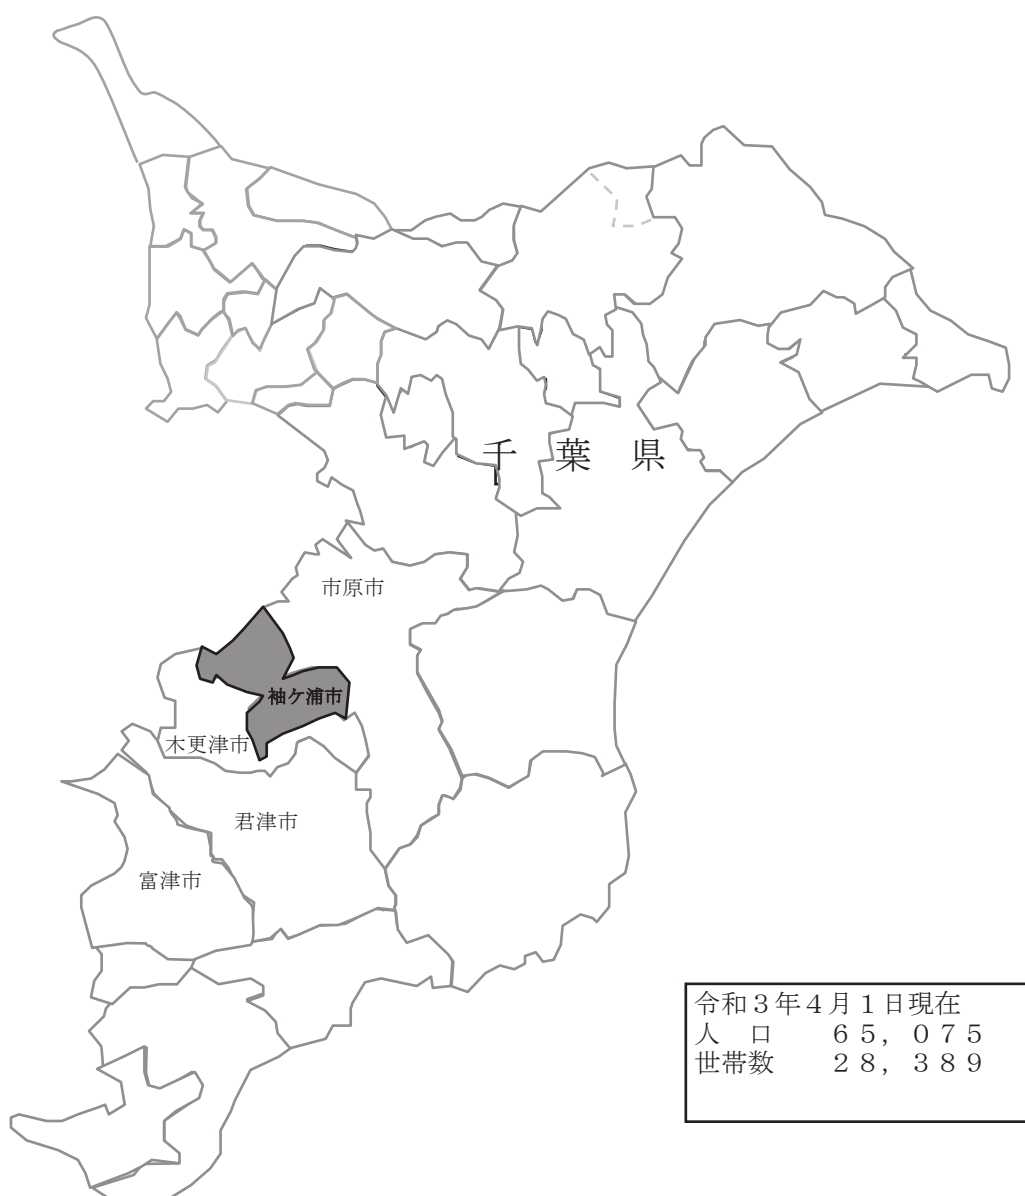 千　葉　県
市原市
袖ケ浦市
木更津市
君津市
富津市
令和３年４月１日現在
人　口　　６５，０７５
世帯数　　２８，３８９